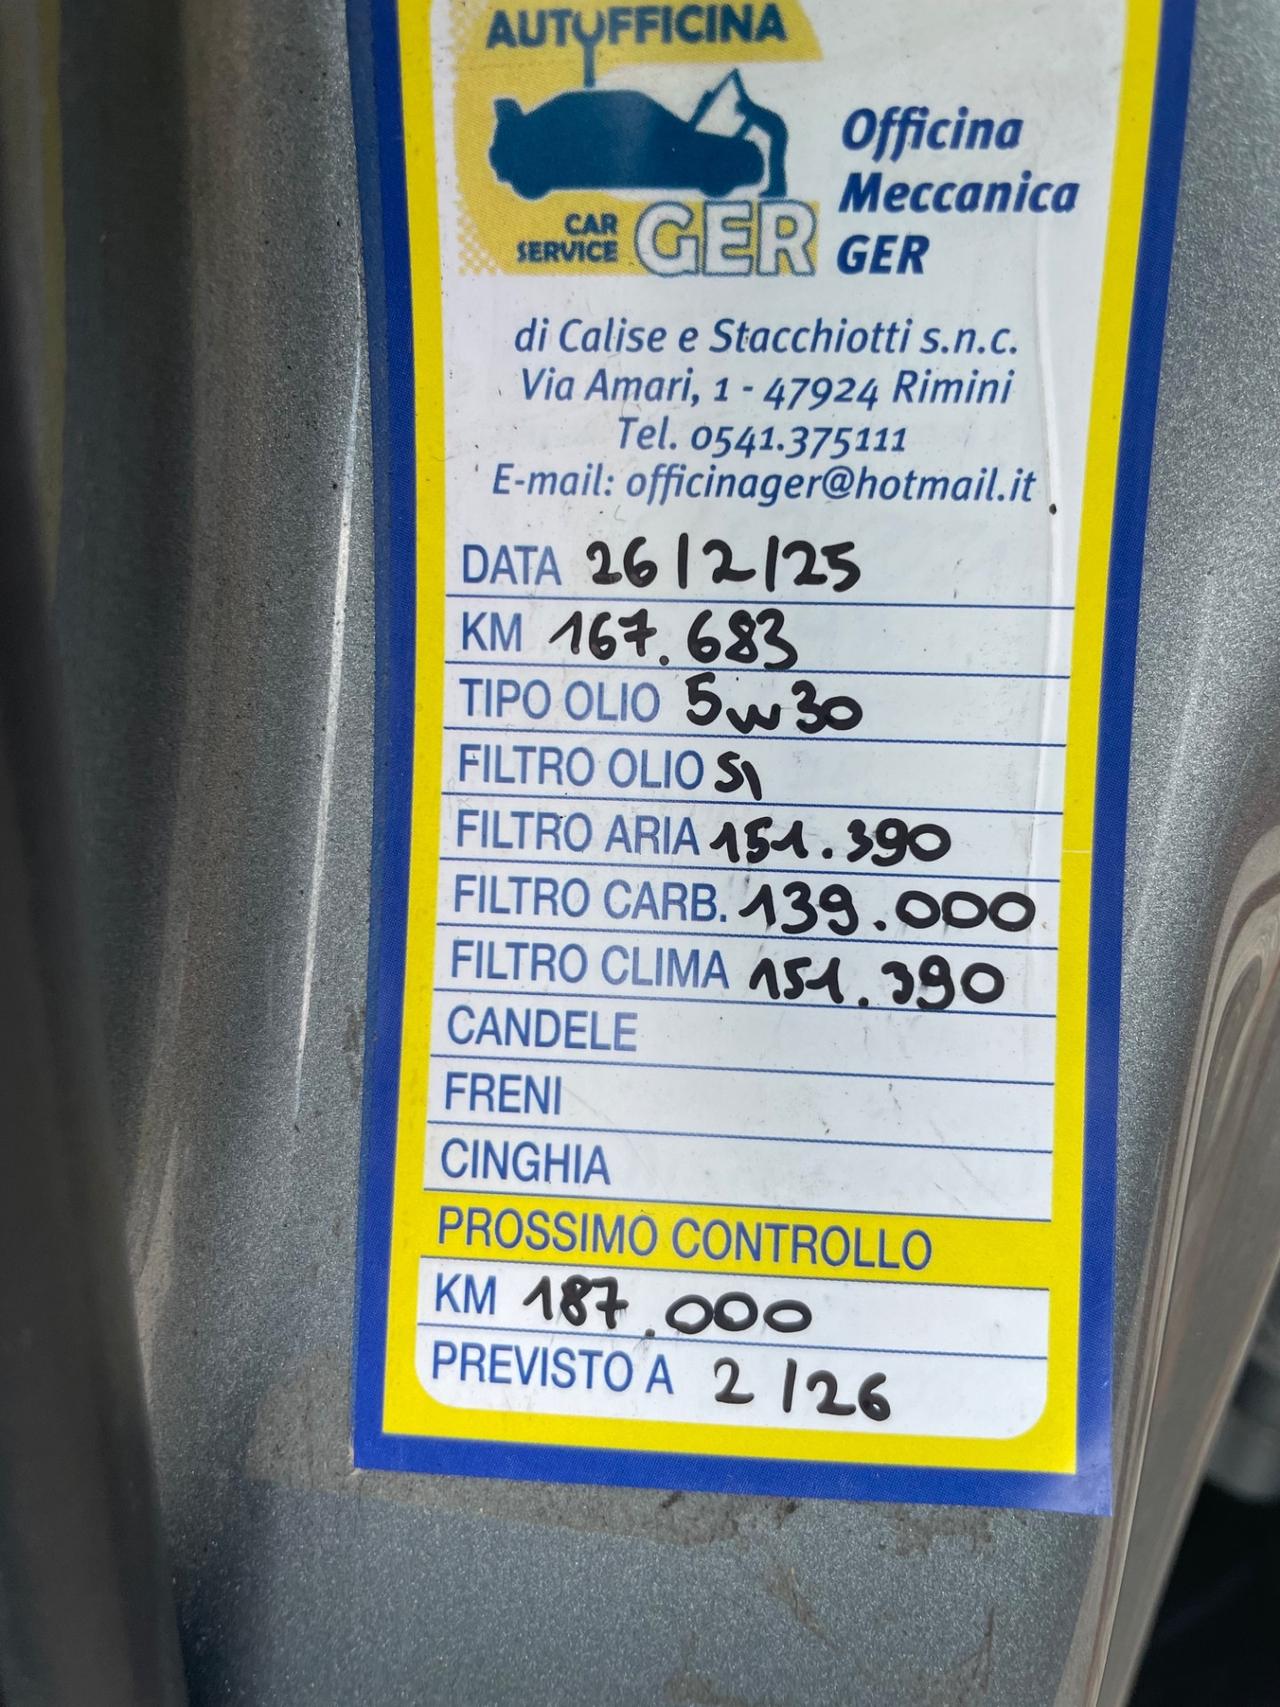 AUTOFFICINA
CAR
SERVICE
GER
Officina
Meccanica
GER
di Calise e Stacchiotti s.n.c.
Via Amari, 1 - 47924 Rimini
Tel. 0541.375111
E-mail: officinager@hotmail.it
DATA 26/2/25
KM 167.683
TIPO OLIO 5w30
FILTRO OLIO SI
FILTRO ARIA 151.390
FILTRO CARB. 139.000
FILTRO CLIMA 151.390
CANDELE
FRENI
CINGHIA
PROSSIMO CONTROLLO
KM 187.000
PREVISTO A 2/26